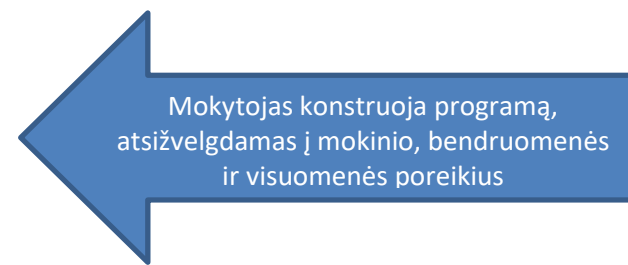 Mokytojas konstruoja programą,
atsižvelgdamas į mokinio, bendruomenės
ir visuomenės poreikius